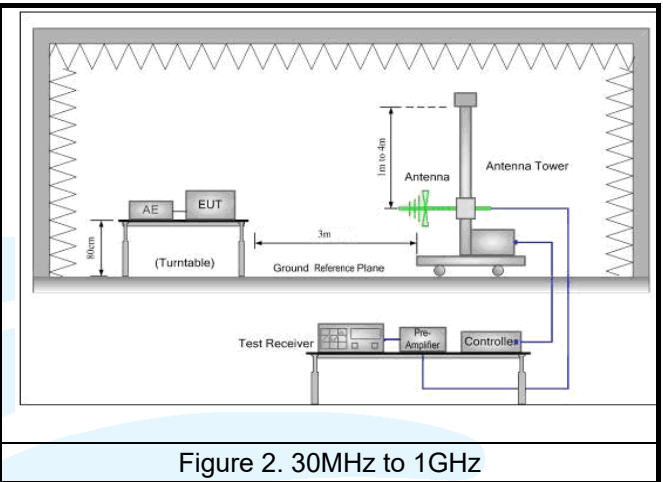 1m to 4m
Antenna
Antenna Tower
AE
EUT
80cm
3m
(Turntable)
Ground Reference Plane
Test Receiver
Pre-
Amplifier
Controller
Figure 2. 30MHz to 1GHz